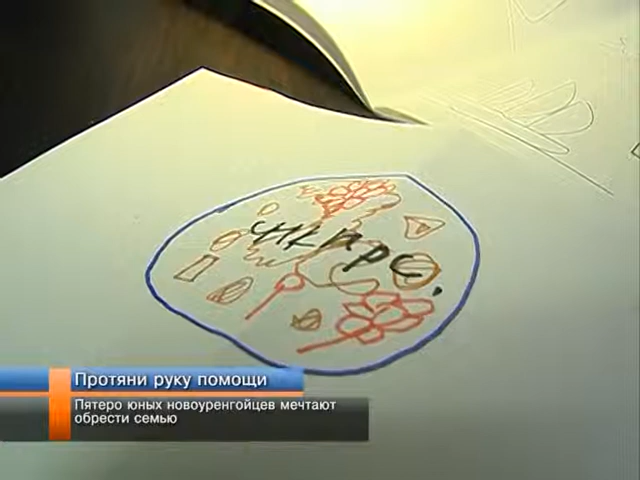 Протяни руку помощи
Пятеро юных новоуренгойцев мечтают
обрести семью